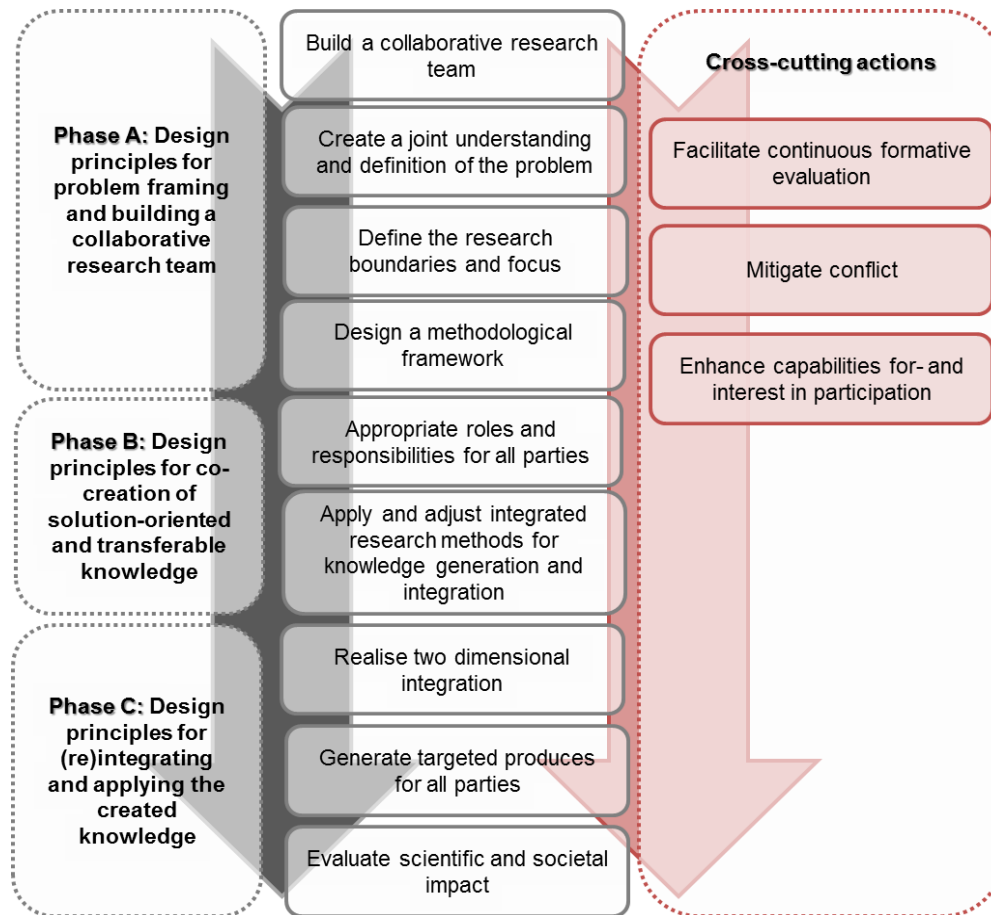 Phase A: Design
principles for
problem framing
and building a
collaborative
research team
Phase B: Design
principles for co-
creation of
solution-oriented
and transferable
knowledge
Phase C: Design
principles for
(re)integrating
and applying the
created
knowledge
Build a collaborative research
team
Create a joint understanding
and definition of the problem
Define the research
boundaries and focus
Design a methodological
framework
Appropriate roles and
responsibilities for all parties
Apply and adjust integrated
research methods for
knowledge generation and
integration
Realise two dimensional
integration
Generate targeted produces
for all parties
Evaluate scientific and societal
impact
Cross-cutting actions
Facilitate continuous formative
evaluation
Mitigate conflict
Enhance capabilities for- and
interest in participation